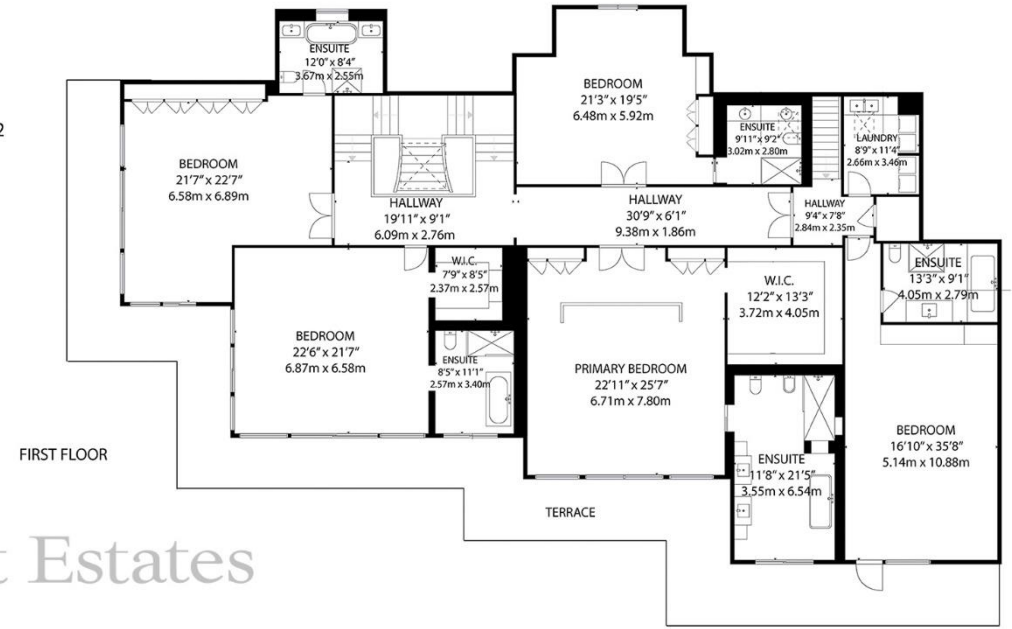 ENSUITE
12'0" x 8'4"
3.67m x 2.55m
BEDROOM
21'3" x 19'5"
6.48m x 5.92m
2
ENSUITE
9'11" x 9'2"
3.02m x 2.80m
LAUNDRY
8'9" x 11'4"
2.66m x 3.46m
BEDROOM
21'7" x 22'7"
6.58m x 6.89m
HALLWAY
19'11" x 9'1"
6.09m x 2.76m
HALLWAY
30'9" x 6'1"
9.38m x 1.86m
HALLWAY
9'4" x 7'8"
2.84m x 2.35m
W.I.C.
7'9" x 8'5"
2.37m x 2.57m
W.I.C.
12'2" x 13'3"
3.72m x 4.05m
ENSUITE
13'3" x 9'1"
4.05m x 2.79m
BEDROOM
22'6" x 21'7"
6.87m x 6.58m
ENSUITE
8'5" x 11'1"
2.57m x 3.40m
PRIMARY BEDROOM
22'11" x 25'7"
6.71m x 7.80m
BEDROOM
16'10" x 35'8"
5.14m x 10.88m
ENSUITE
11'8" x 21'5"
3.55m x 6.54m
FIRST FLOOR
TERRACE
t Estates